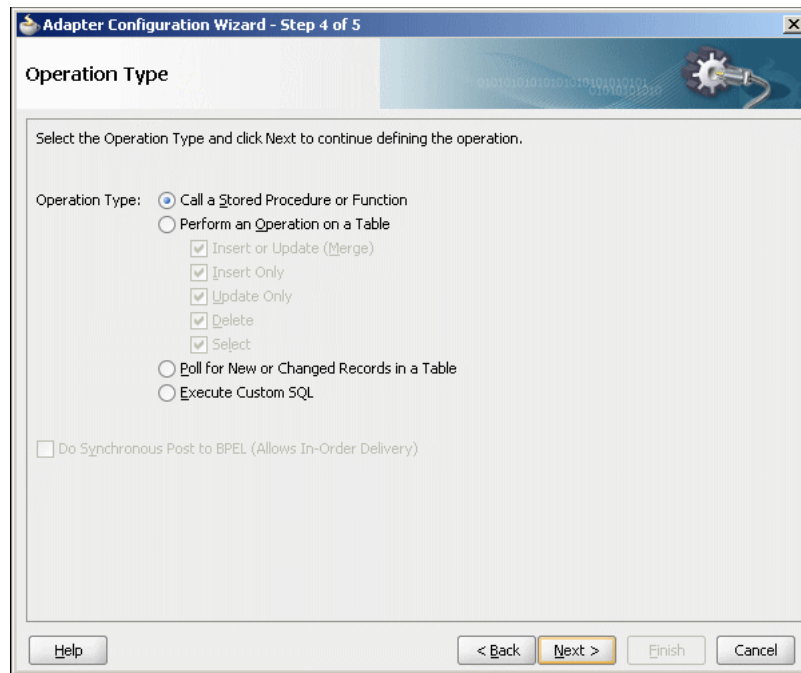 Adapter Configuration Wizard - Step 4 of 5
Operation Type
Select the Operation Type and click Next to continue defining the operation.
Operation Type: Call a Stored Procedure or Function
Perform an Operation on a Table
Insert or Update (Merge)
Insert Only
Update Only
Delete
Select
Poll for New or Changed Records in a Table
Execute Custom SQL
Do Synchronous Post to BPEL (Allows In-Order Delivery)
Help < Back Next > Finish Cancel